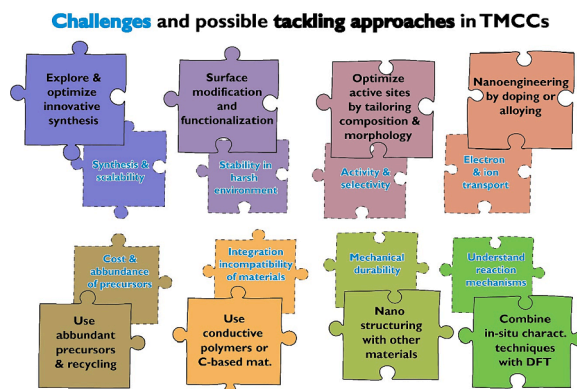 Challenges and possible tackling approaches in TMCCs
Explore &
optimize
innovative
synthesis
Synthesis &
scalability
Surface
modification
and
functionalization
Stability in
harsh
environment
Optimize
active sites
by tailoring
composition &
morphology
Activity &
selectivity
Nanoengineering
by doping or
alloying
Electron
& ion
transport
Cost &
abbundance
of precursors
Use
abbundant
precursors
& recycling
Integration
incompatibility
of materials
Use
conductive
polymers or
C-based mat.
Mechanical
durability
Nano
structuring
with other
materials
Understand
reaction
mechanisms
Combine
in-situ charact.
techniques
with DFT